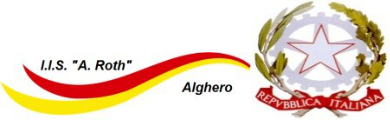 I.I.S. "A. Roth"
Alghero
REPVBBLICA ITALIANA